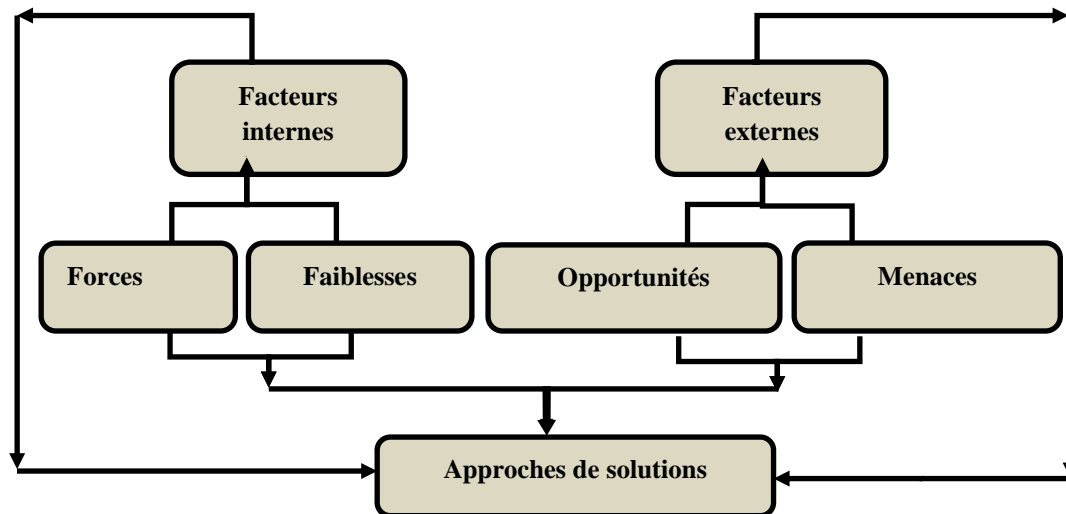 Facteurs
internes
Facteurs
externes
Forces
Faiblesses
Opportunités
Menaces
Approches de solutions